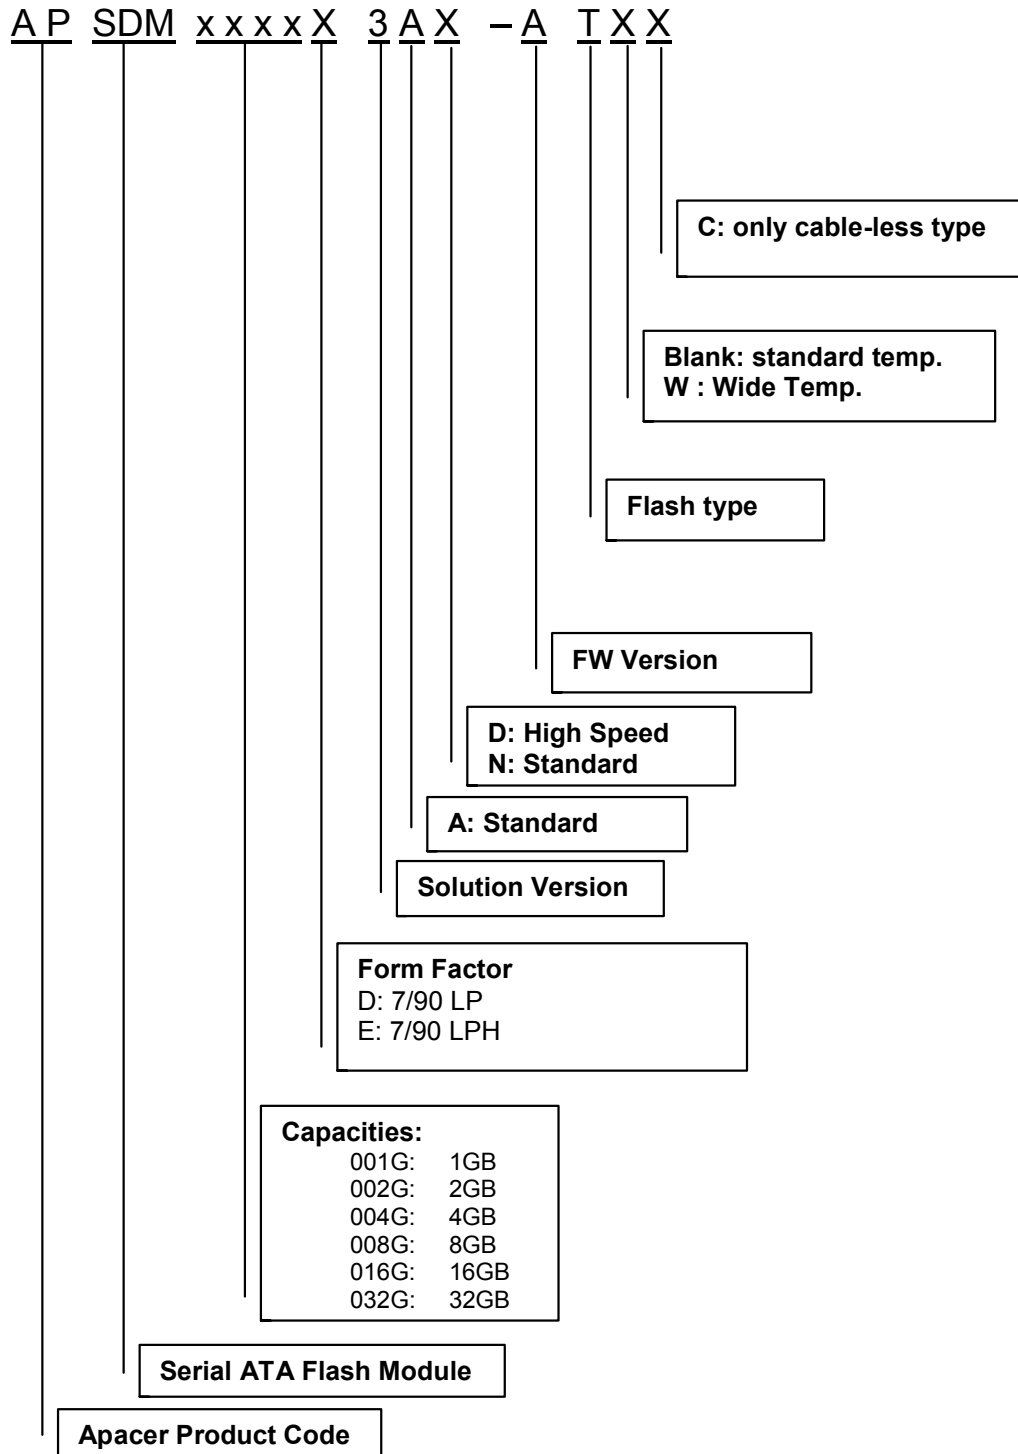 A P SDM x x x x X 3 A X – A T X X
C: only cable-less type
Blank: standard temp.
W : Wide Temp.
Flash type
FW Version
D: High Speed
N: Standard
A: Standard
Solution Version
Form Factor
D: 7/90 LP
E: 7/90 LPH
Capacities:
001G: 1GB
002G: 2GB
004G: 4GB
008G: 8GB
016G: 16GB
032G: 32GB
Serial ATA Flash Module
Apacer Product Code